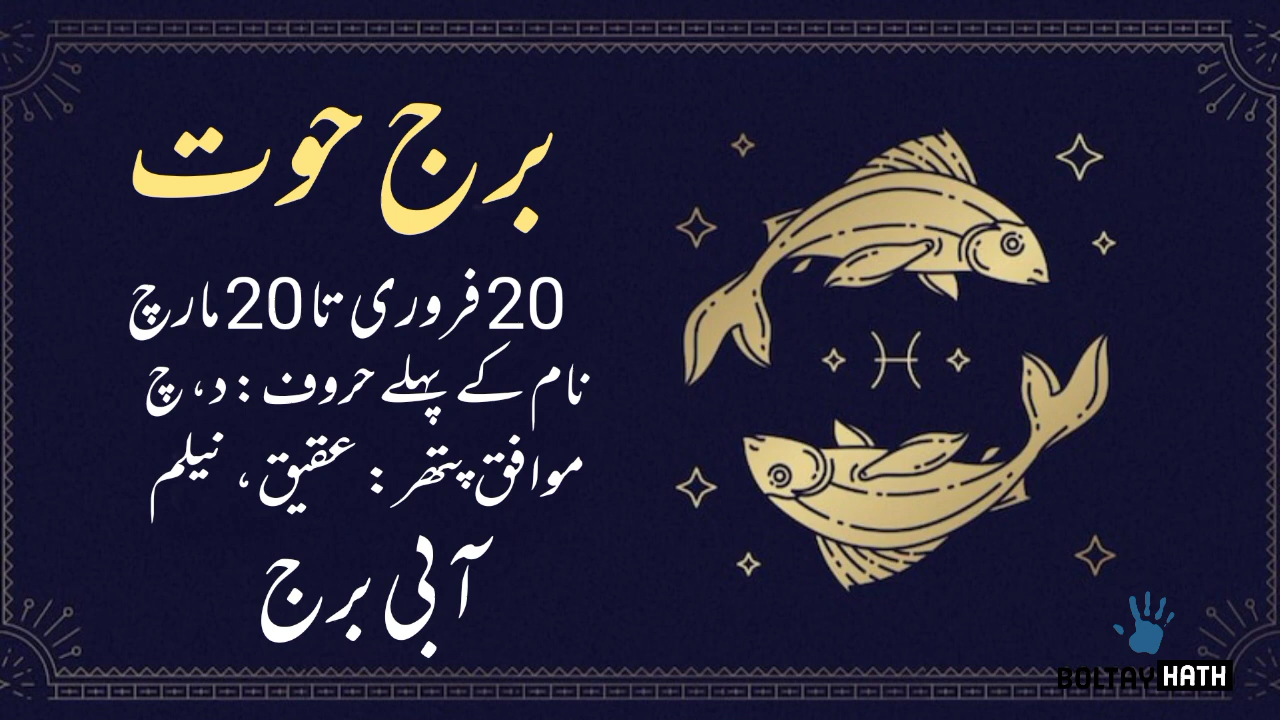 برج حوت
20 فروری تا 20 مارچ
نام کے پہلے حروف : د، چ
موافق پتھر : عقیق، نیلم
آبی برج
BOLTAY HATH